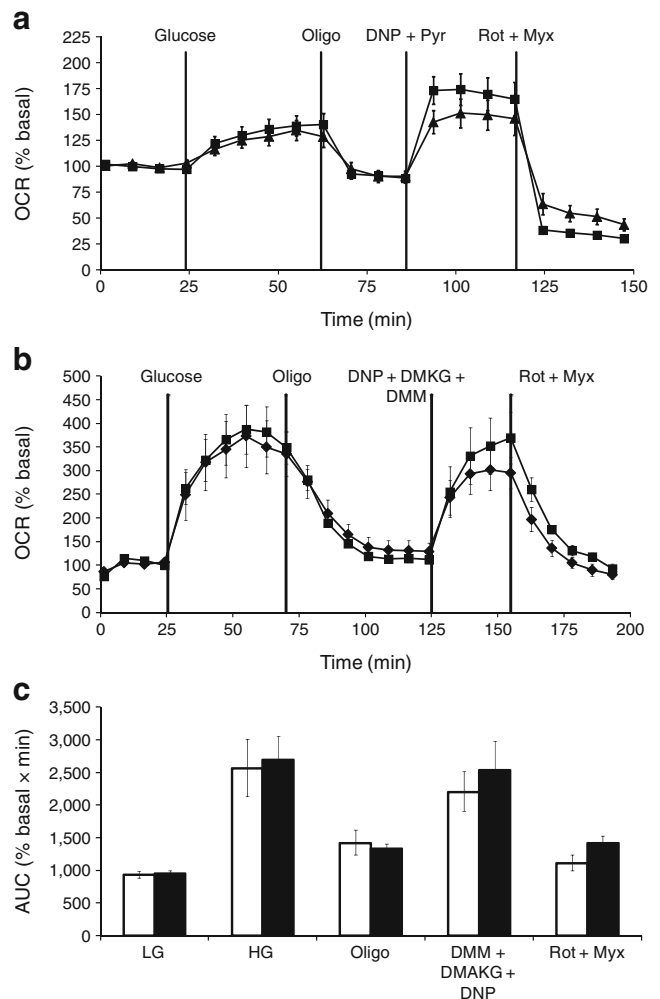 a
Glucose Oligo DNP + Pyr Rot + Myx
OCR (% basal)
225
200
175
150
125
100
75
50
25
0
0 25 50 75 100 125 150
Time (min)
b
Glucose Oligo DNP + DMKG + DMM Rot + Myx
OCR (% basal)
500
450
400
350
300
250
200
150
100
50
0
0 25 50 75 100 125 150 175 200
Time (min)
c
AUC (% basal × min)
3,500
3,000
2,500
2,000
1,500
1,000
500
0
LG HG Oligo DMM + DMAKG + DNP Rot + Myx